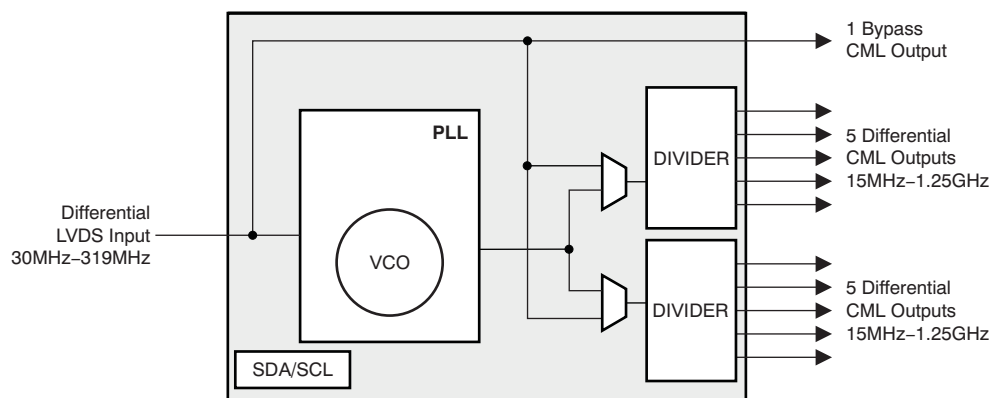 1 Bypass
CML Output
PLL
DIVIDER
5 Differential
CML Outputs
15MHz–1.25GHz
Differential
LVDS Input
30MHz–319MHz
VCO
DIVIDER
5 Differential
CML Outputs
15MHz–1.25GHz
SDA/SCL